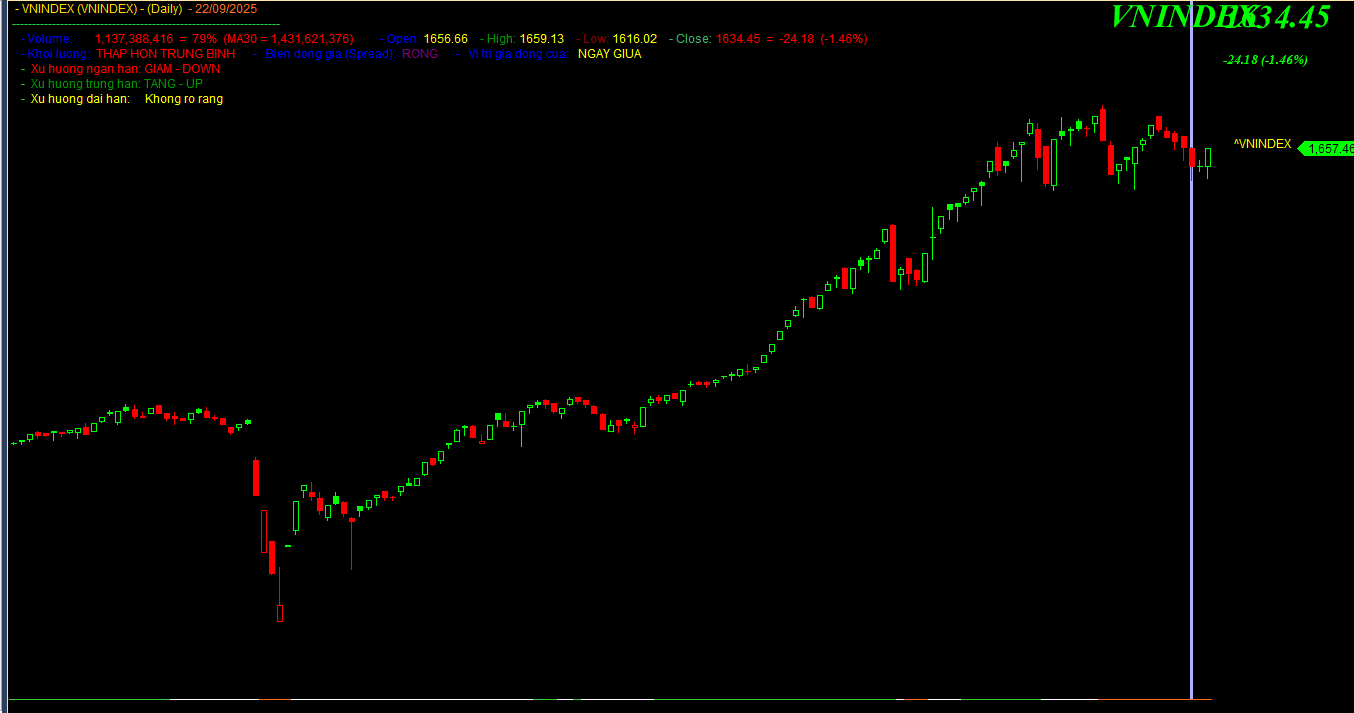 - VNINDEX (VNINDEX) - (Daily) - 22/09/2025
VNINDEX
1634.45
- Volume: 1,137,388,416 = 79% (MA30 = 1,431,621,376) - Open: 1656.66 - High: 1659.13 - Low: 1616.02 - Close: 1634.45 = -24.18 (-1.46%)
- Khoi luong: THAP HON TRUNG BINH - Bien dong gia (Spread): RONG - Vi tri gia dong cua: NGAY GIUA
-24.18 (-1.46%)
- Xu huong ngan han: GIAM - DOWN
- Xu huong trung han: TANG - UP
- Xu huong dai han: Khong ro rang
^VNINDEX
1,657.46